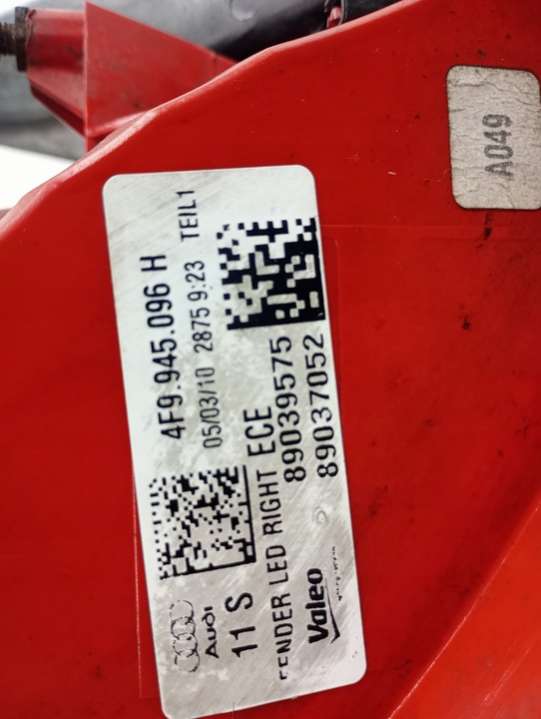 4F9.945.096 H
05/03/10 2875 9:23 TEIL1
Audi
11 S
FENDER LED RIGHT ECE
89039575
89037052
Valeo
A049